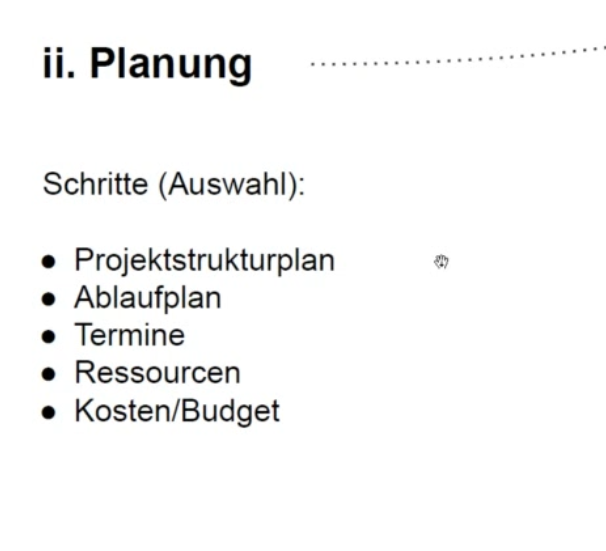 ii. Planung
Schritte (Auswahl):
● Projektstrukturplan
● Ablaufplan
● Termine
● Ressourcen
● Kosten/Budget